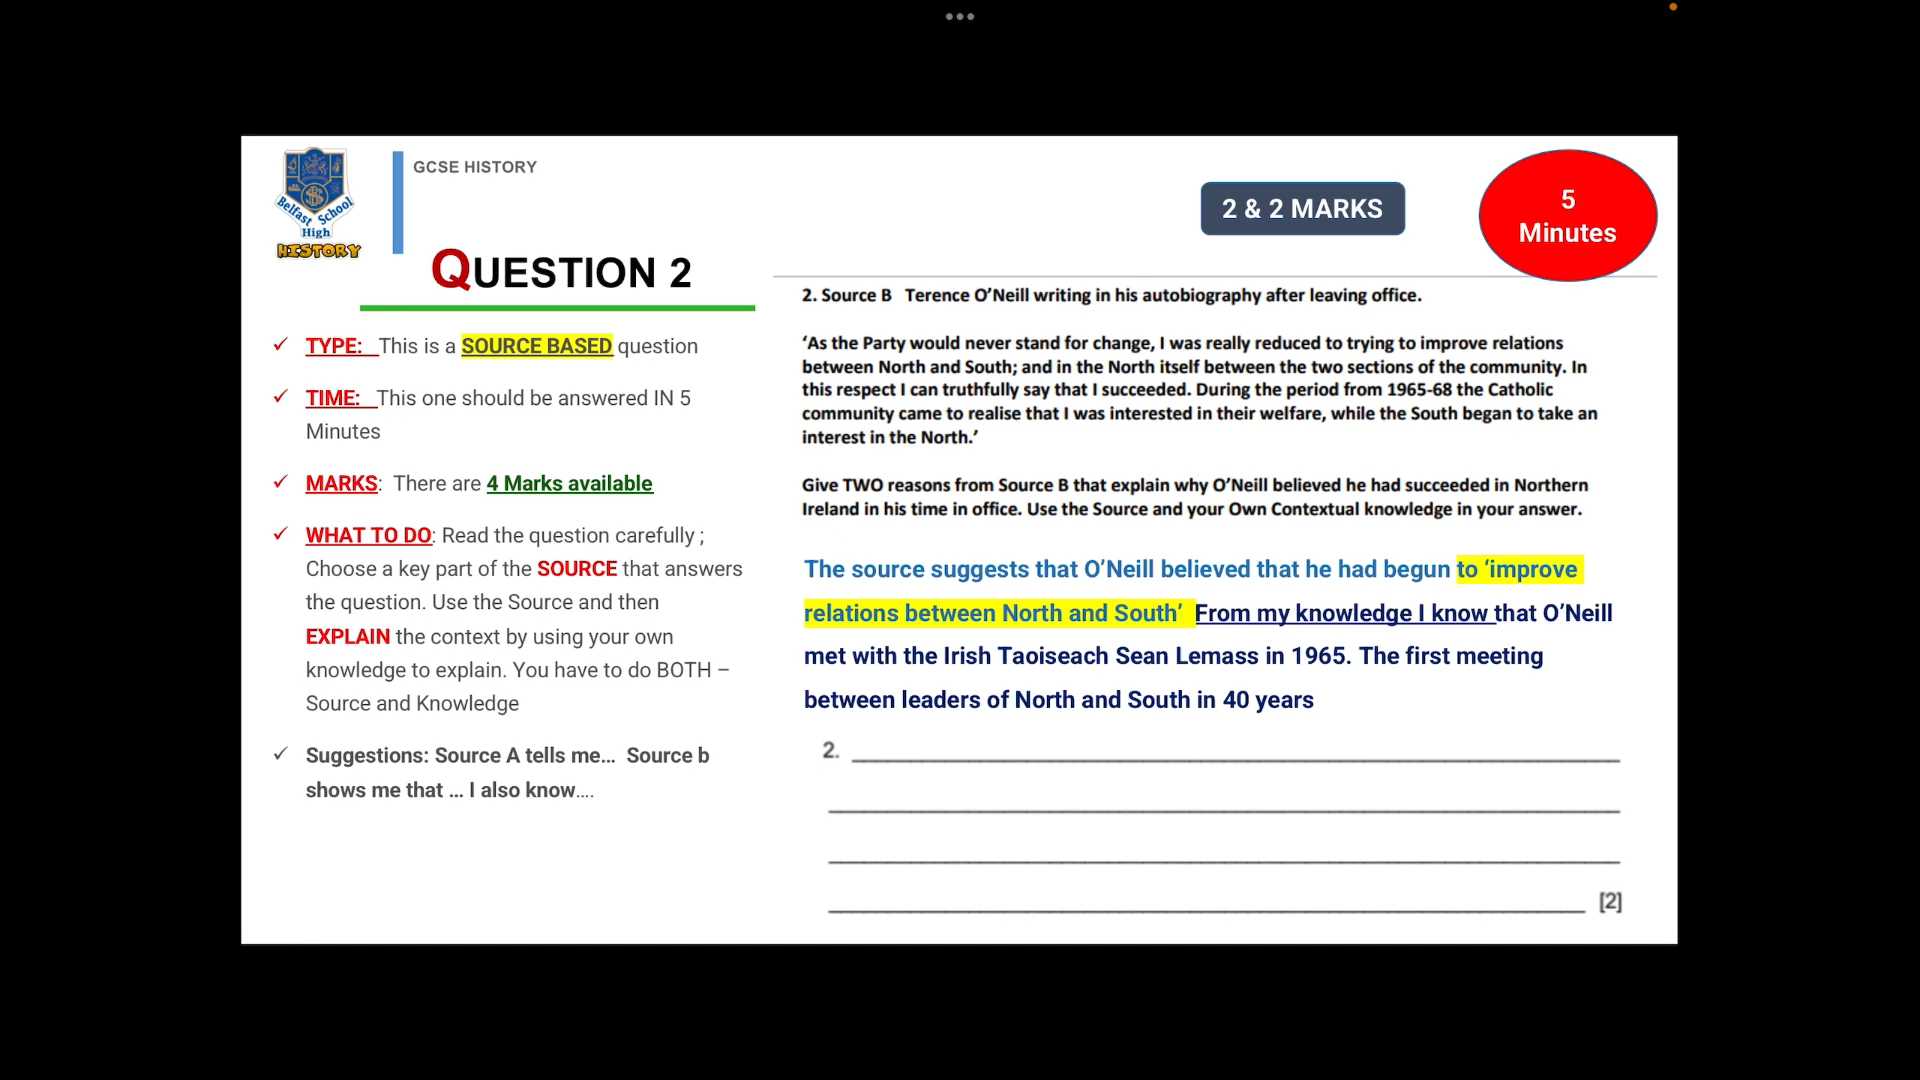 Belfast School
High
HISTORY
GCSE HISTORY
QUESTION 2
2 & 2 MARKS
5
Minutes
✓ TYPE: This is a SOURCE BASED question
✓ TIME: This one should be answered IN 5
Minutes
✓ MARKS: There are 4 Marks available
✓ WHAT TO DO: Read the question carefully ;
Choose a key part of the SOURCE that answers
the question. Use the Source and then
EXPLAIN the context by using your own
knowledge to explain. You have to do BOTH –
Source and Knowledge
✓ Suggestions: Source A tells me... Source b
shows me that ... I also know....
2. Source B Terence O’Neill writing in his autobiography after leaving office.
‘As the Party would never stand for change, I was really reduced to trying to improve relations
between North and South; and in the North itself between the two sections of the community. In
this respect I can truthfully say that I succeeded. During the period from 1965-68 the Catholic
community came to realise that I was interested in their welfare, while the South began to take an
interest in the North.’
Give TWO reasons from Source B that explain why O’Neill believed he had succeeded in Northern
Ireland in his time in office. Use the Source and your Own Contextual knowledge in your answer.
The source suggests that O’Neill believed that he had begun to ‘improve
relations between North and South’ From my knowledge I know that O’Neill
met with the Irish Taoiseach Sean Lemass in 1965. The first meeting
between leaders of North and South in 40 years
2.
[2]